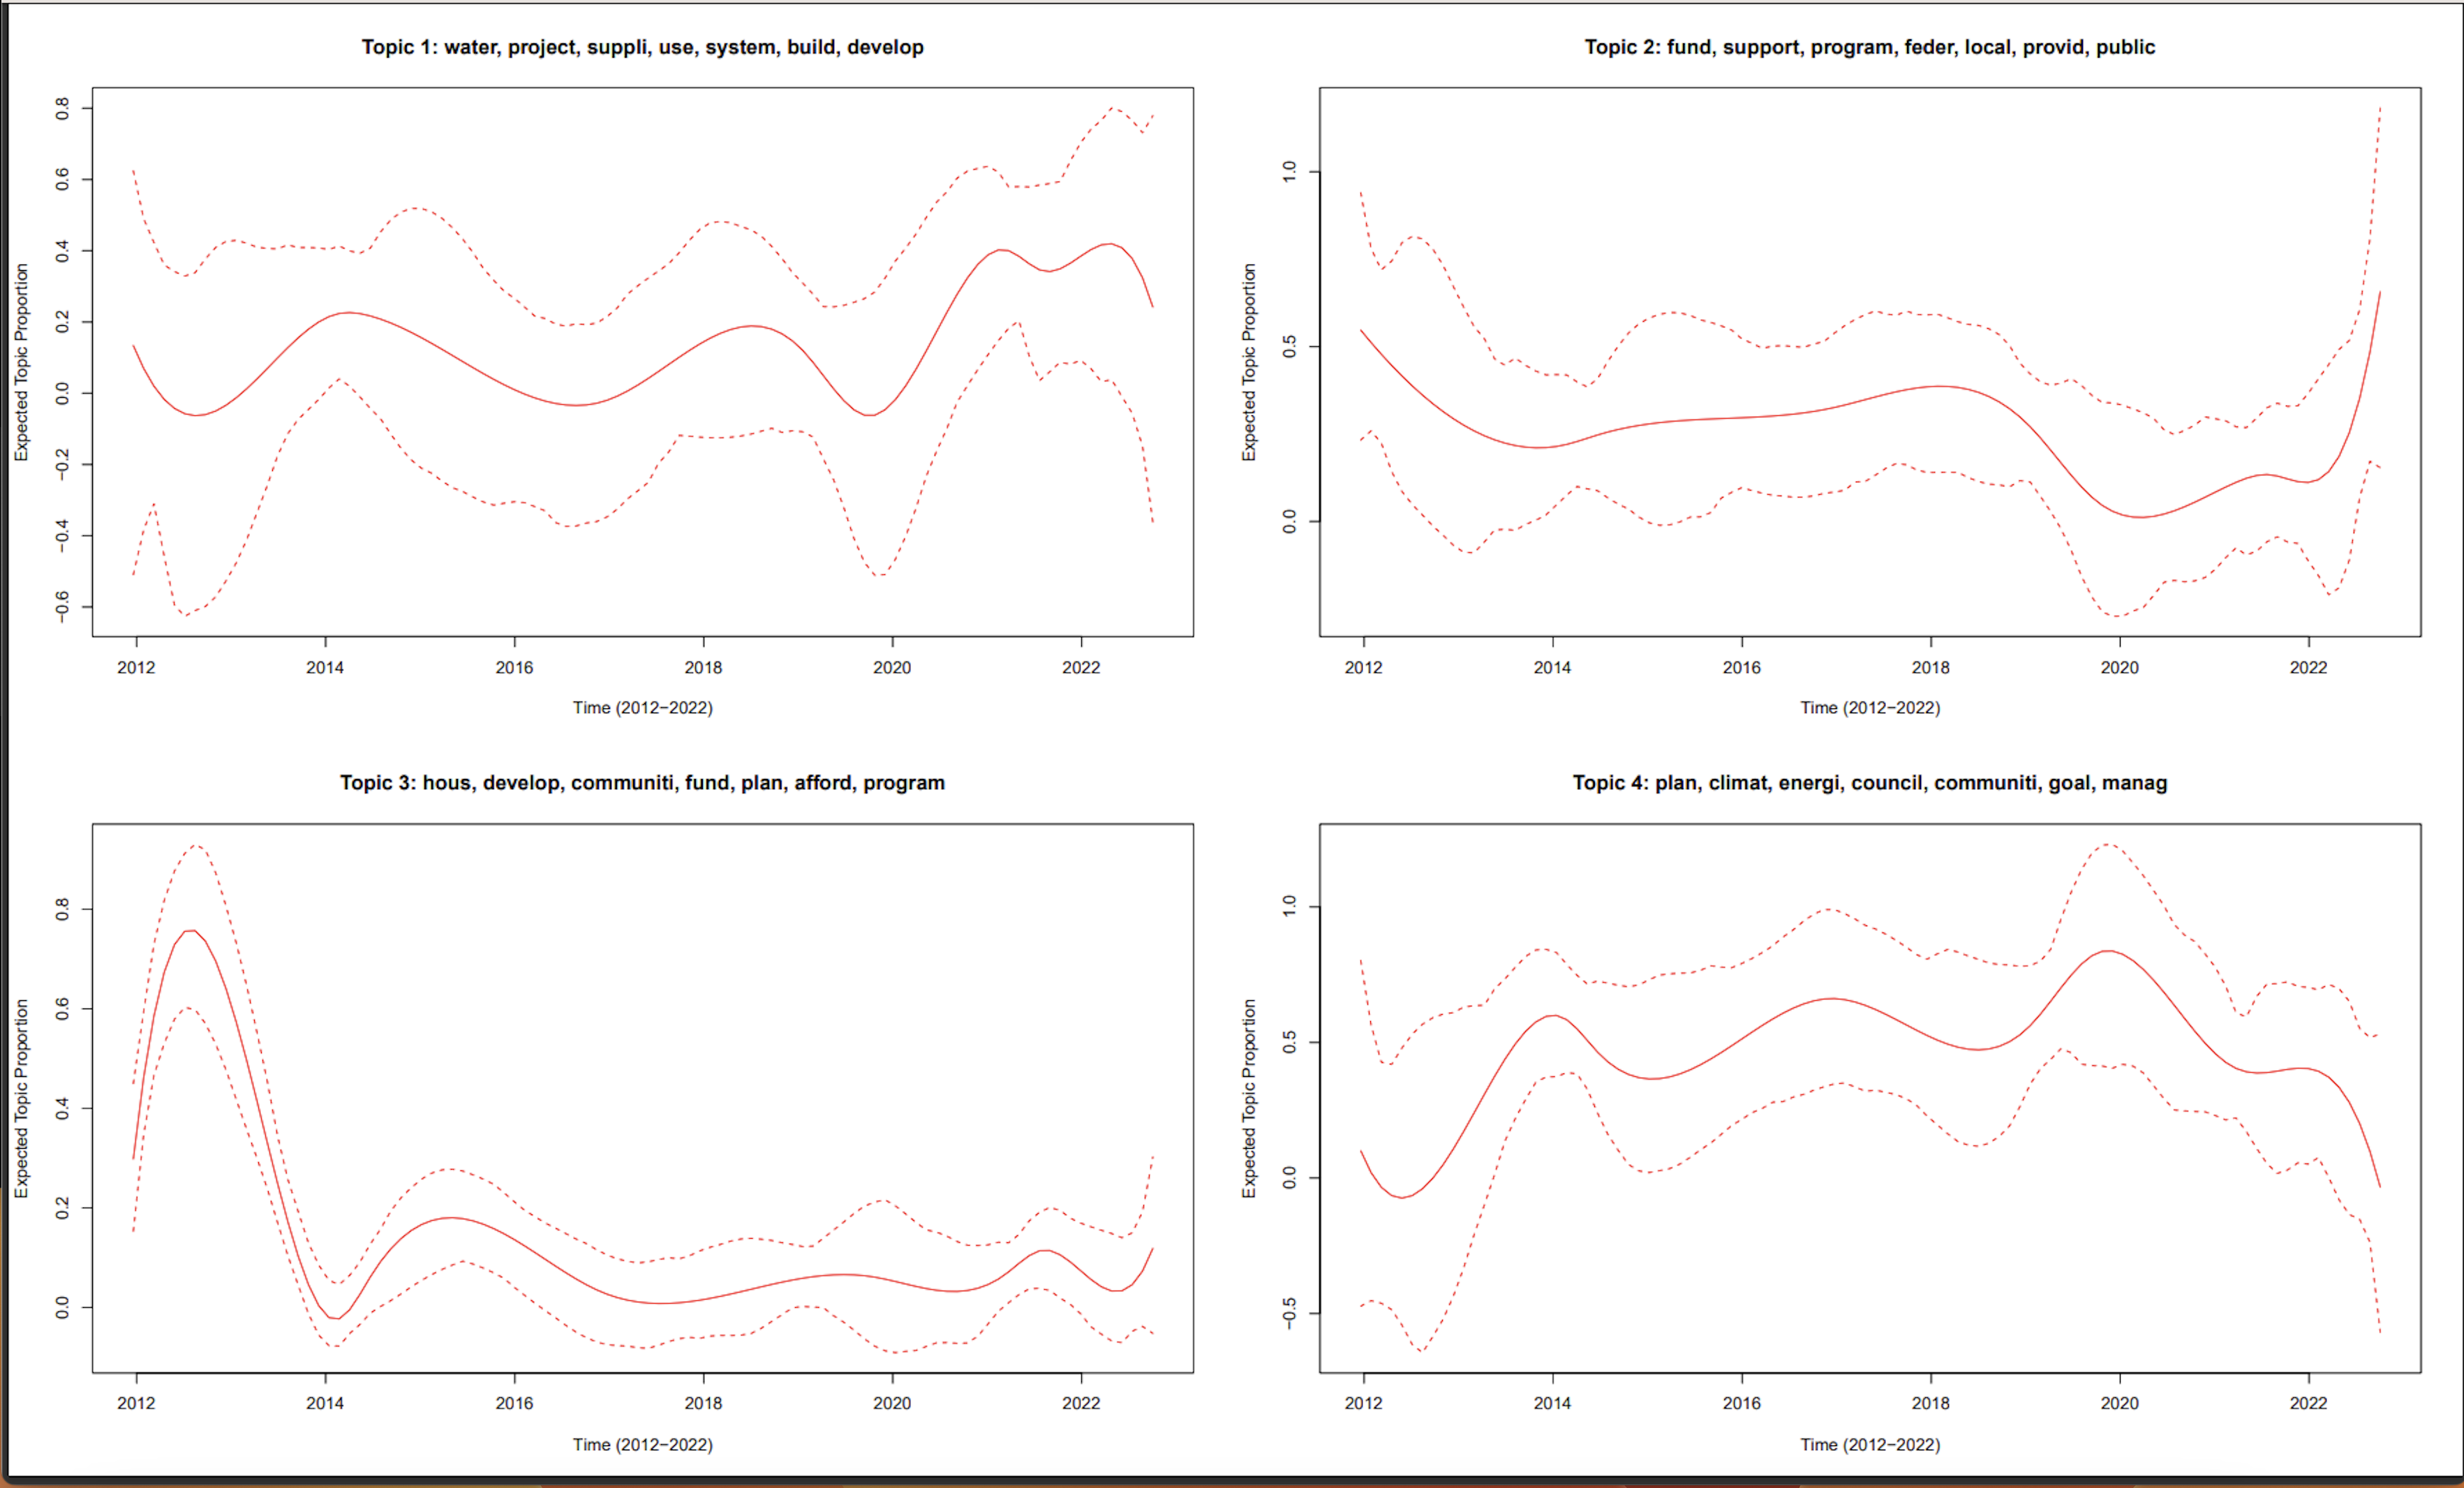 Topic 1: water, project, suppli, use, system, build, develop
Expected Topic Proportion
0.8
0.6
0.4
0.2
0.0
−0.2
−0.4
−0.6
2012 2014 2016 2018 2020 2022
Time (2012−2022)
Topic 2: fund, support, program, feder, local, provid, public
Expected Topic Proportion
1.0
0.5
0.0
2012 2014 2016 2018 2020 2022
Time (2012−2022)
Topic 3: hous, develop, communiti, fund, plan, afford, program
Expected Topic Proportion
0.8
0.6
0.4
0.2
0.0
2012 2014 2016 2018 2020 2022
Time (2012−2022)
Topic 4: plan, climat, energi, council, communiti, goal, manag
Expected Topic Proportion
1.0
0.5
0.0
−0.5
2012 2014 2016 2018 2020 2022
Time (2012−2022)